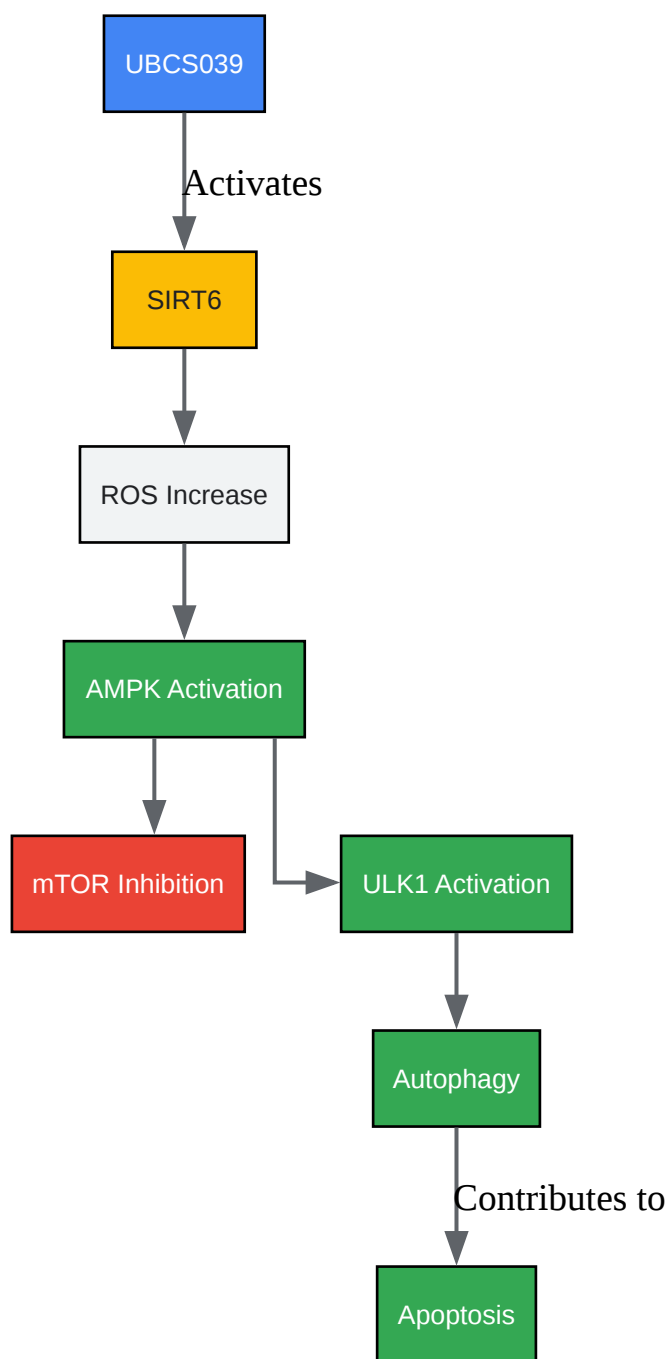 UBCS039
Activates
SIRT6
ROS Increase
AMPK Activation
mTOR Inhibition
ULK1 Activation
Autophagy
Contributes to
Apoptosis